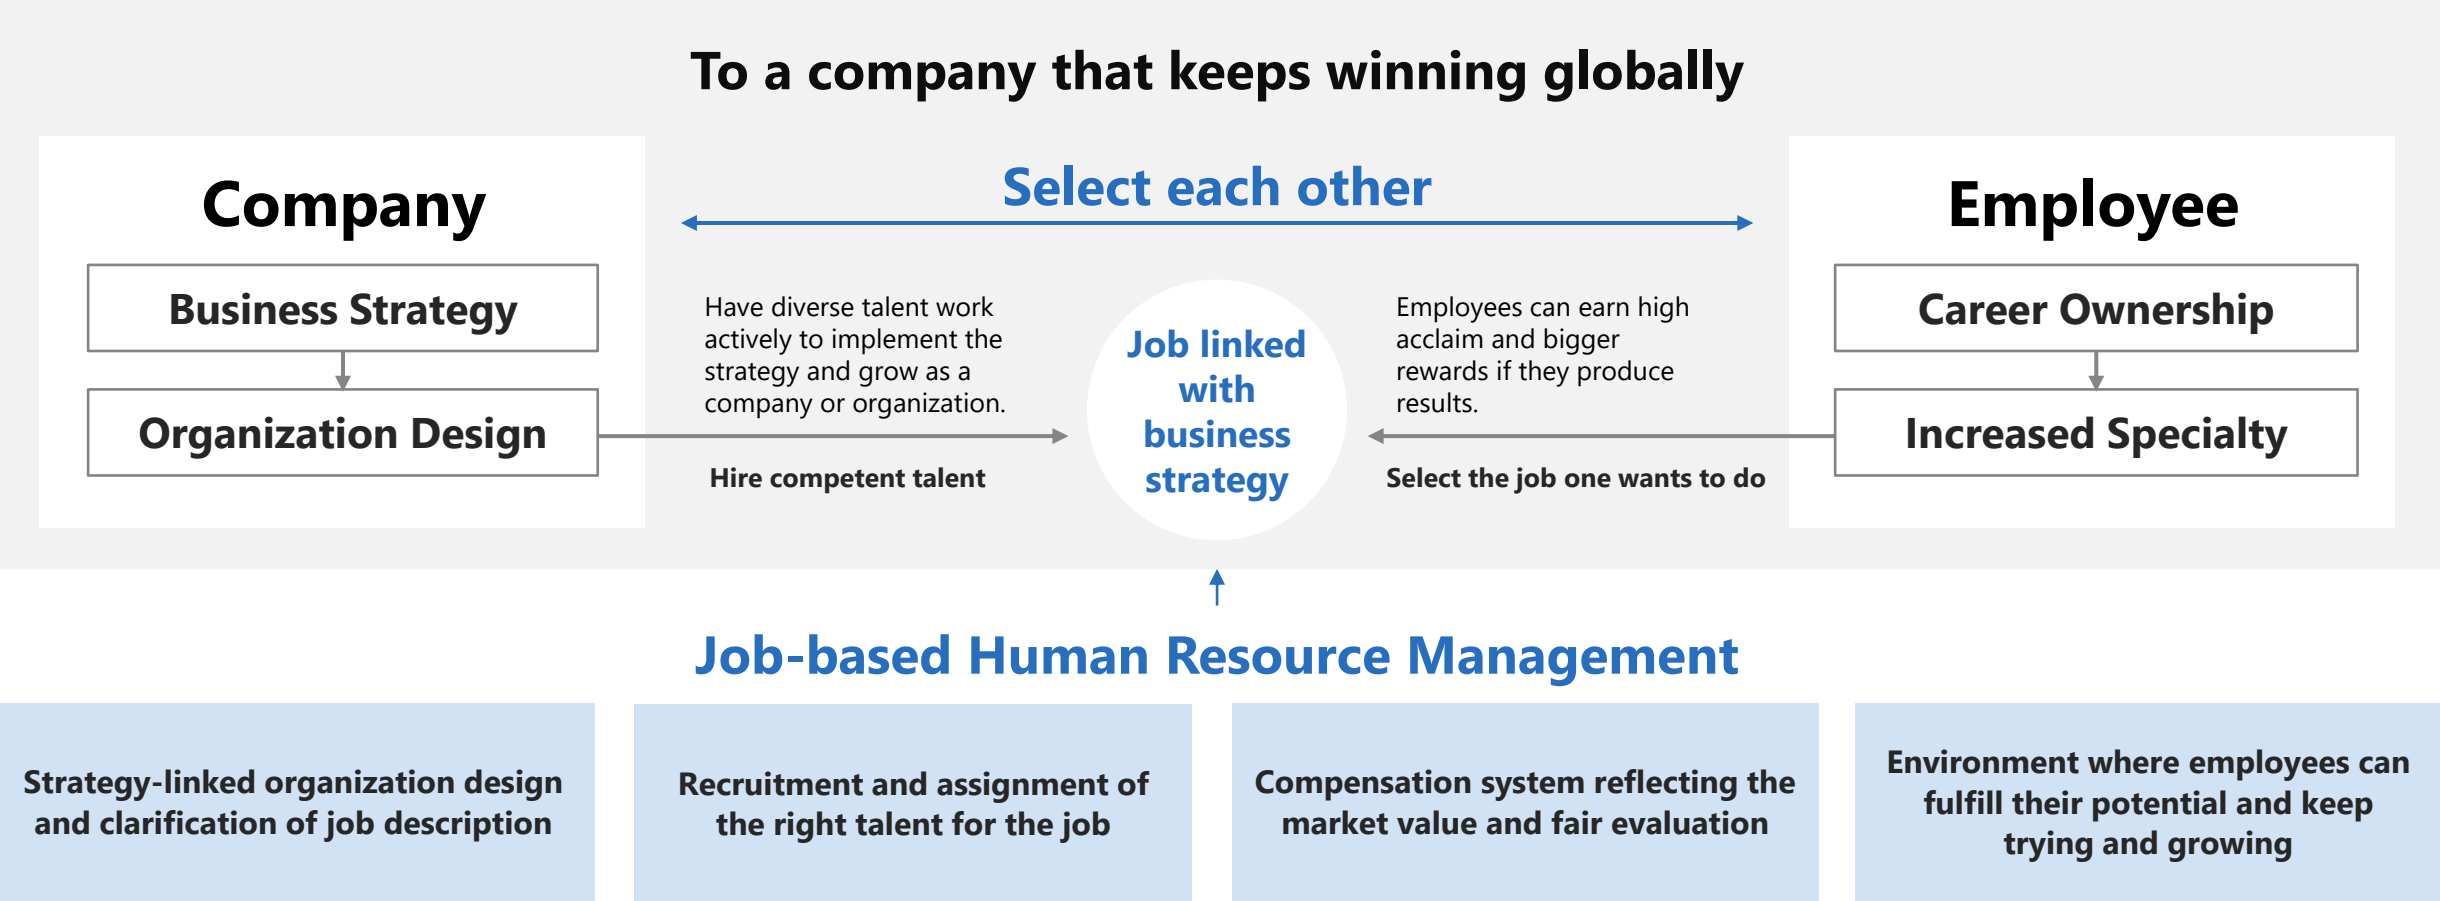 To a company that keeps winning globally
Company
Business Strategy
Organization Design
Select each other
Have diverse talent work
actively to implement the
strategy and grow as a
company or organization.
Hire competent talent
Job linked
with
business
strategy
Employees can earn high
acclaim and bigger
rewards if they produce
results.
Select the job one wants to do
Employee
Career Ownership
Increased Specialty
Job-based Human Resource Management
Strategy-linked organization design
and clarification of job description
Recruitment and assignment of
the right talent for the job
Compensation system reflecting the
market value and fair evaluation
Environment where employees can
fulfill their potential and keep
trying and growing